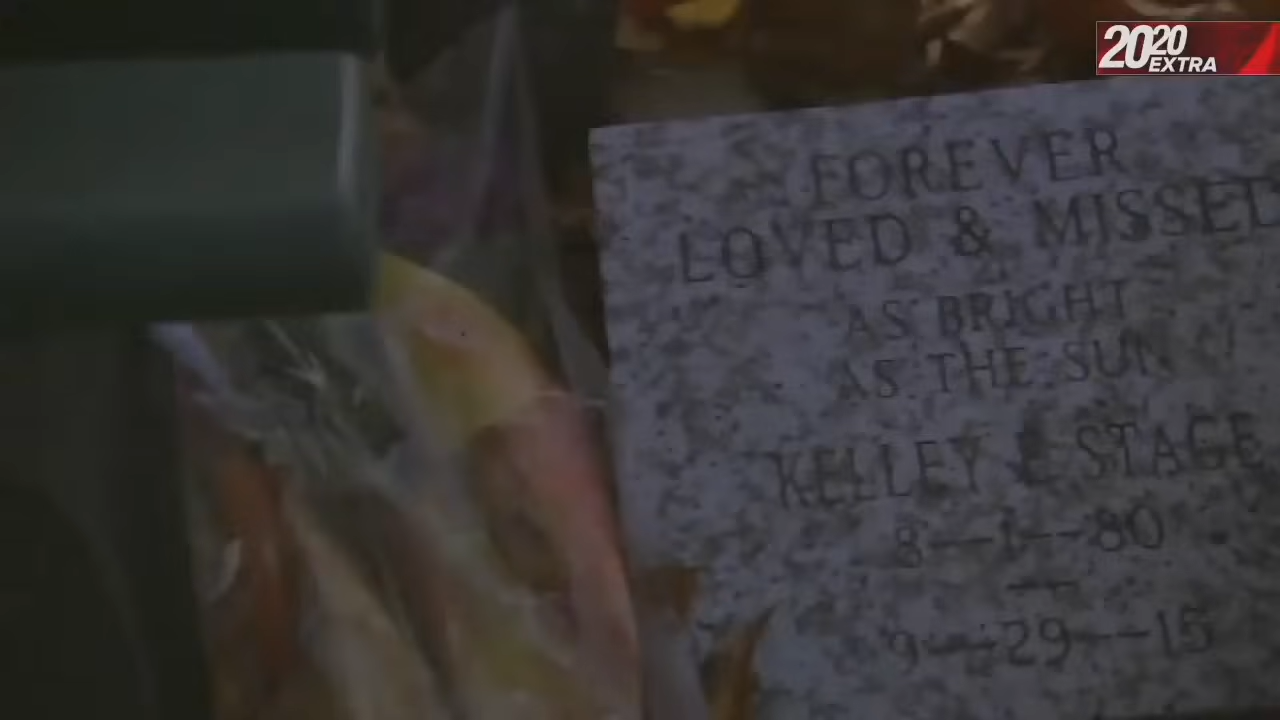 2020
EXTRA
FOREVER
LOVED & MISSED
AS BRIGHT
AS THE SUN
KELLEY L STAGE
8--1--80
--
9--29--15